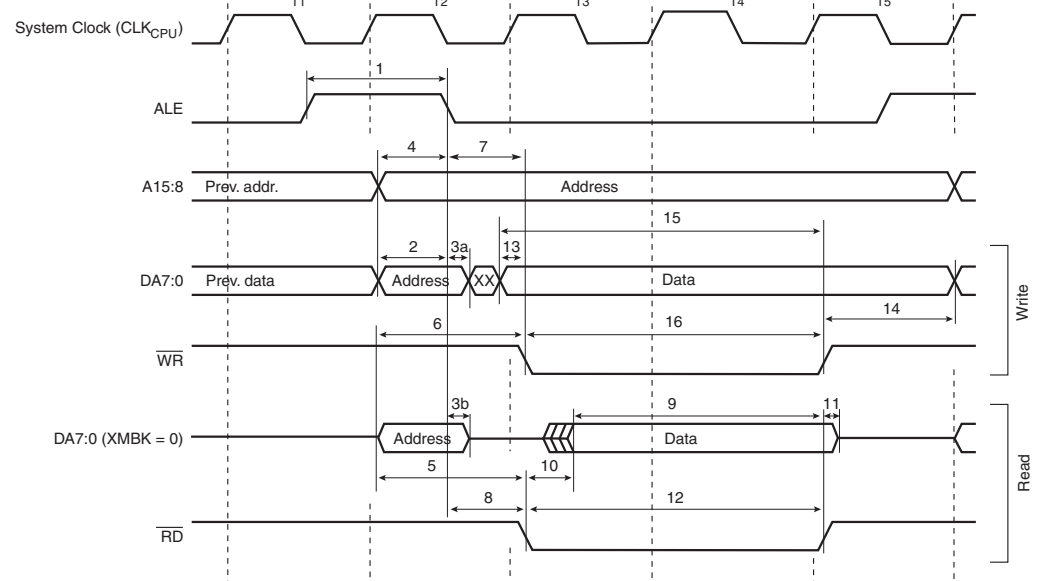 T1 T2 T3 T4 T5
System Clock (CLKCPU)
1
ALE
4 7
A15:8 Prev. addr. Address
15
2 3a 13
DA7:0 Prev. data Address XX Data
14
6 16
WR
Write
3b 9 11
DA7:0 (XMBK = 0) Address Data
5 10
8 12
RD
Read